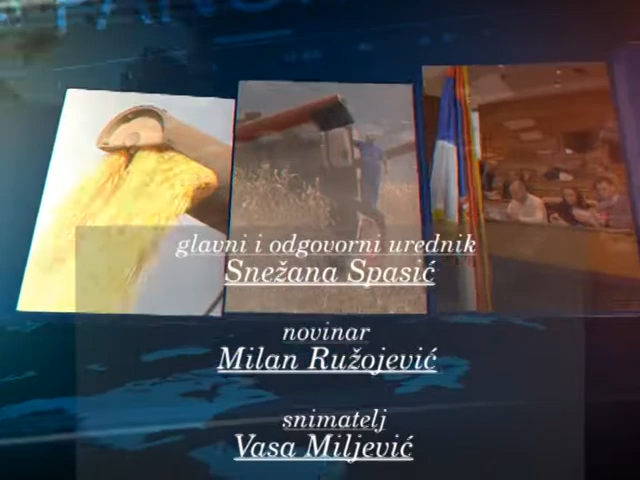 glavni i odgovorni urednik
Snežana Spasić
novinar
Milan Ružojević
snimatelj
Vasa Miljević